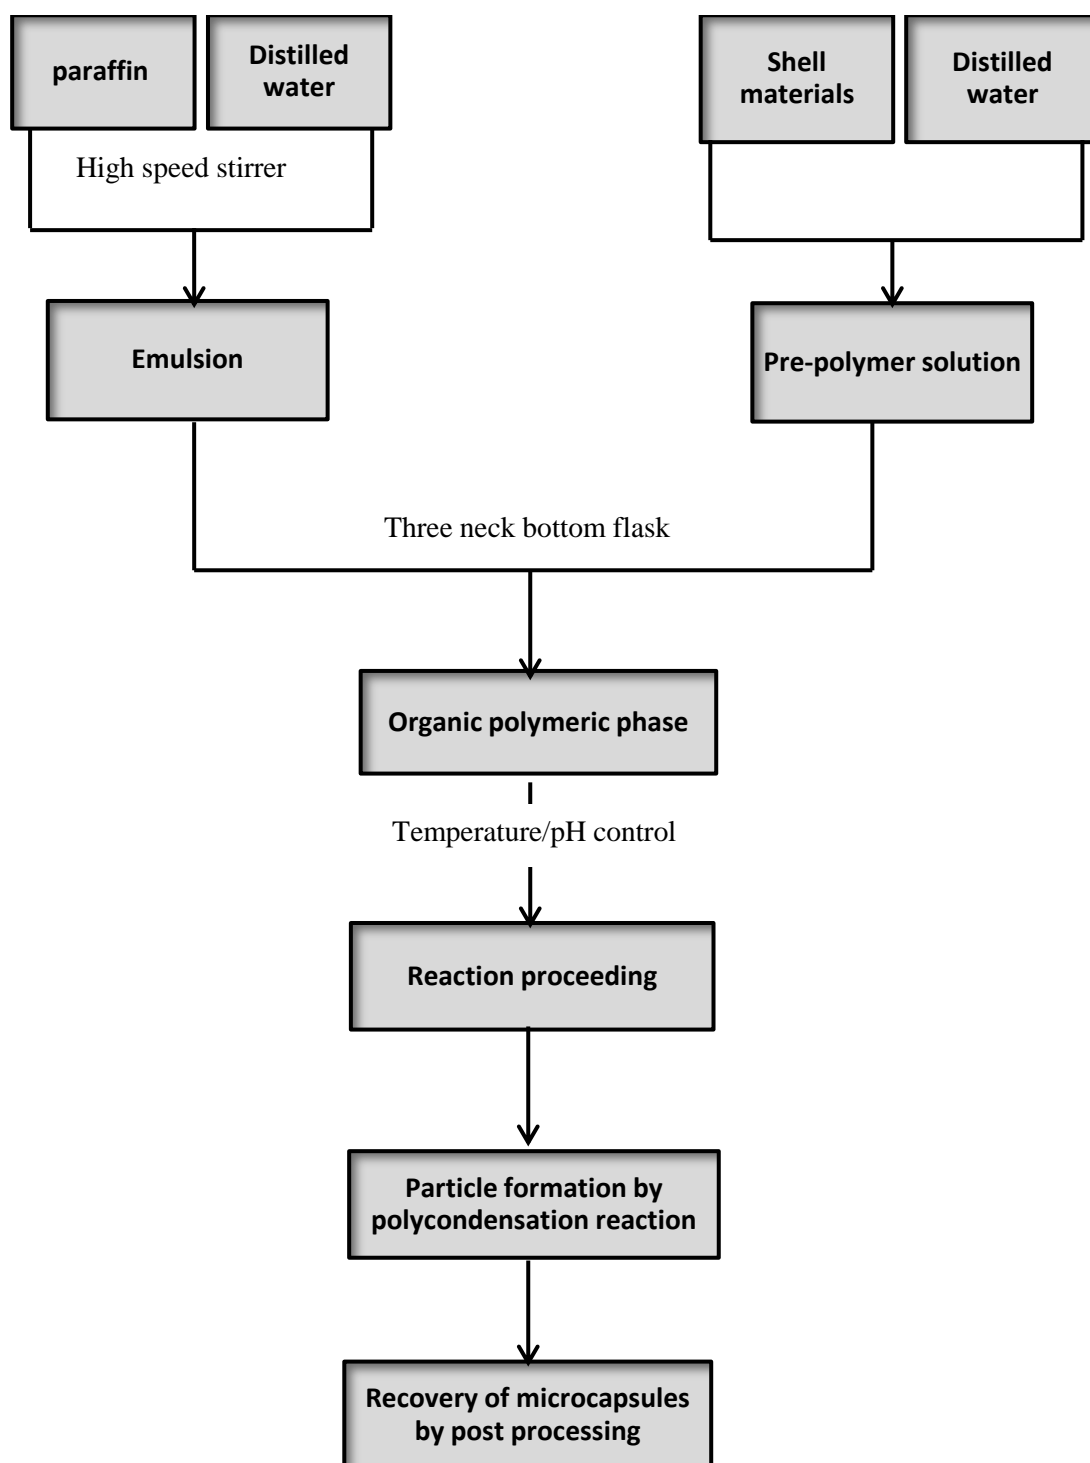 paraffin
Distilled
water
Shell
materials
Distilled
water
High speed stirrer
Emulsion
Pre-polymer solution
Three neck bottom flask
Organic polymeric phase
Temperature/pH control
Reaction proceeding
Particle formation by
polycondensation reaction
Recovery of microcapsules
by post processing